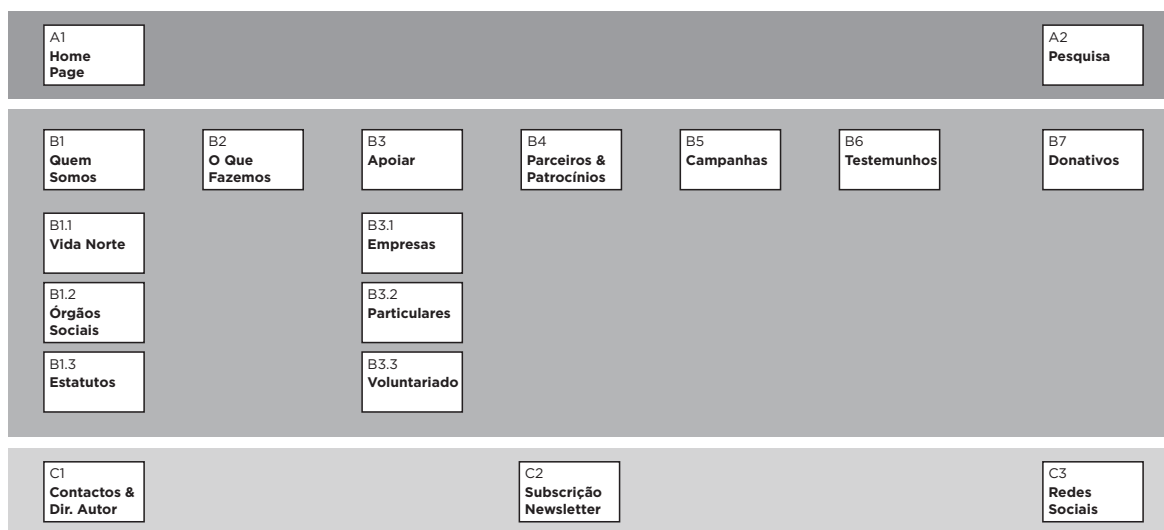 A1
Home
Page
A2
Pesquisa
B1
Quem
Somos
B2
O Que
Fazemos
B3
Apoiar
B4
Parceiros &
Patrocínios
B5
Campanhas
B6
Testemunhos
B7
Donativos
B1.1
Vida Norte
B3.1
Empresas
B1.2
Órgãos
Sociais
B3.2
Particulares
B1.3
Estatutos
B3.3
Voluntariado
C1
Contactos &
Dir. Autor
C2
Subscrição
Newsletter
C3
Redes
Sociais